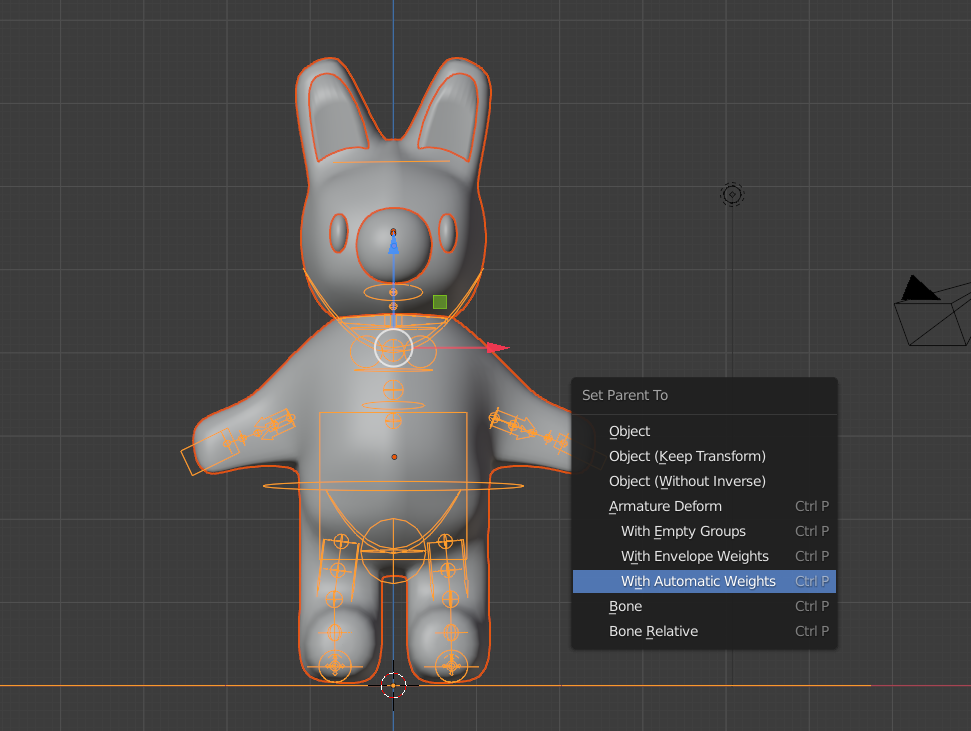 Set Parent To
Object
Object (Keep Transform)
Object (Without Inverse)
Armature Deform Ctrl P
With Empty Groups Ctrl P
With Envelope Weights Ctrl P
With Automatic Weights Ctrl P
Bone Ctrl P
Bone Relative Ctrl P